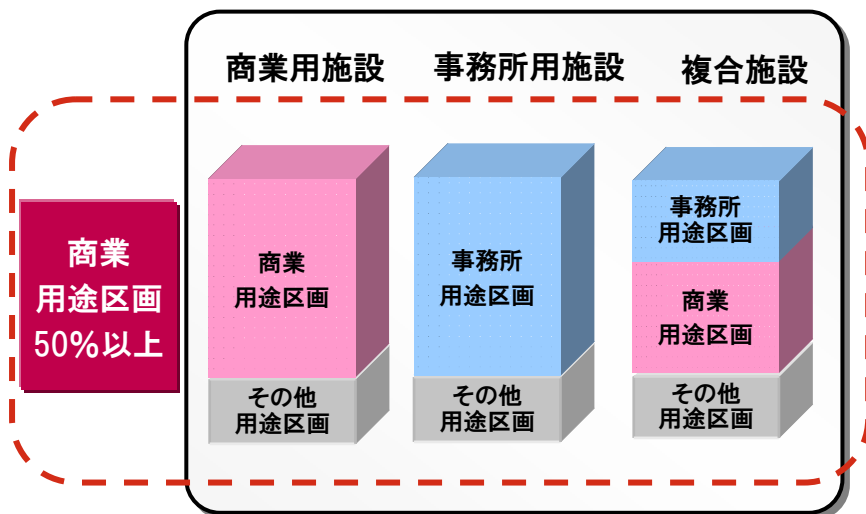 商業用施設
事務所用施設
複合施設
商業
用途区画
50%以上
商業
用途区画
その他
用途区画
事務所
用途区画
その他
用途区画
事務所
用途区画
商業
用途区画
その他
用途区画